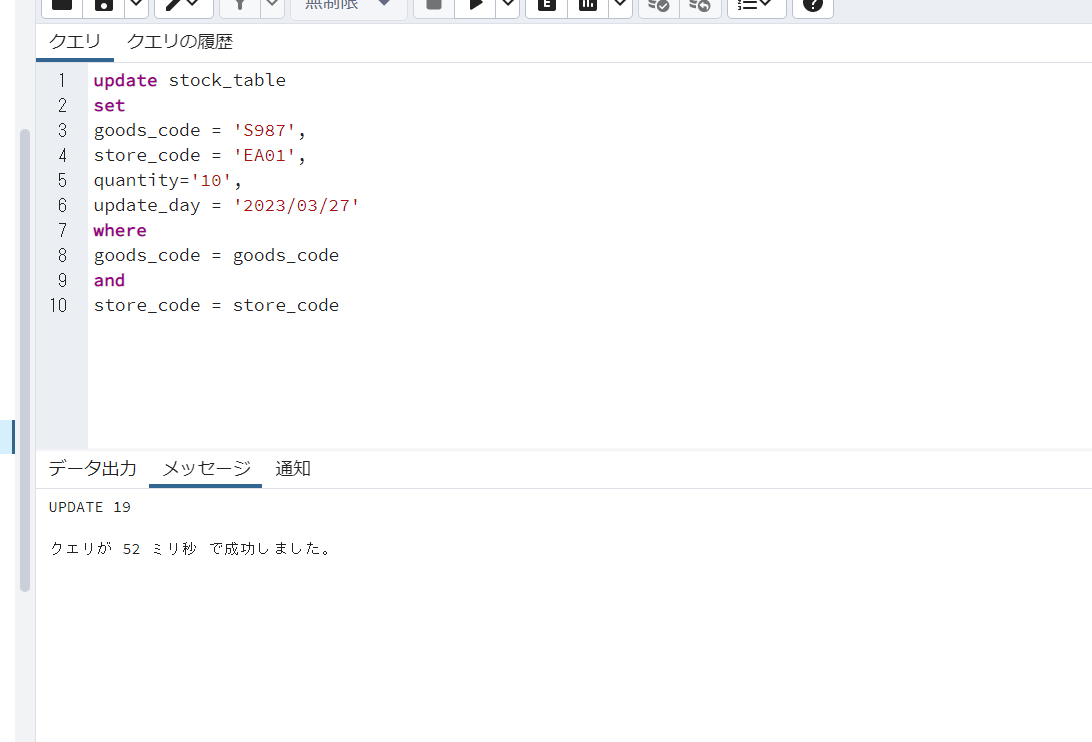 無制限
クエリ クエリの履歴
1 update stock_table
2 set
3 goods_code = 'S987',
4 store_code = 'EA01',
5 quantity='10',
6 update_day = '2023/03/27'
7 where
8 goods_code = goods_code
9 and
10 store_code = store_code
データ出力 メッセージ 通知
UPDATE 19
クエリが 52 ミリ秒 で成功しました。